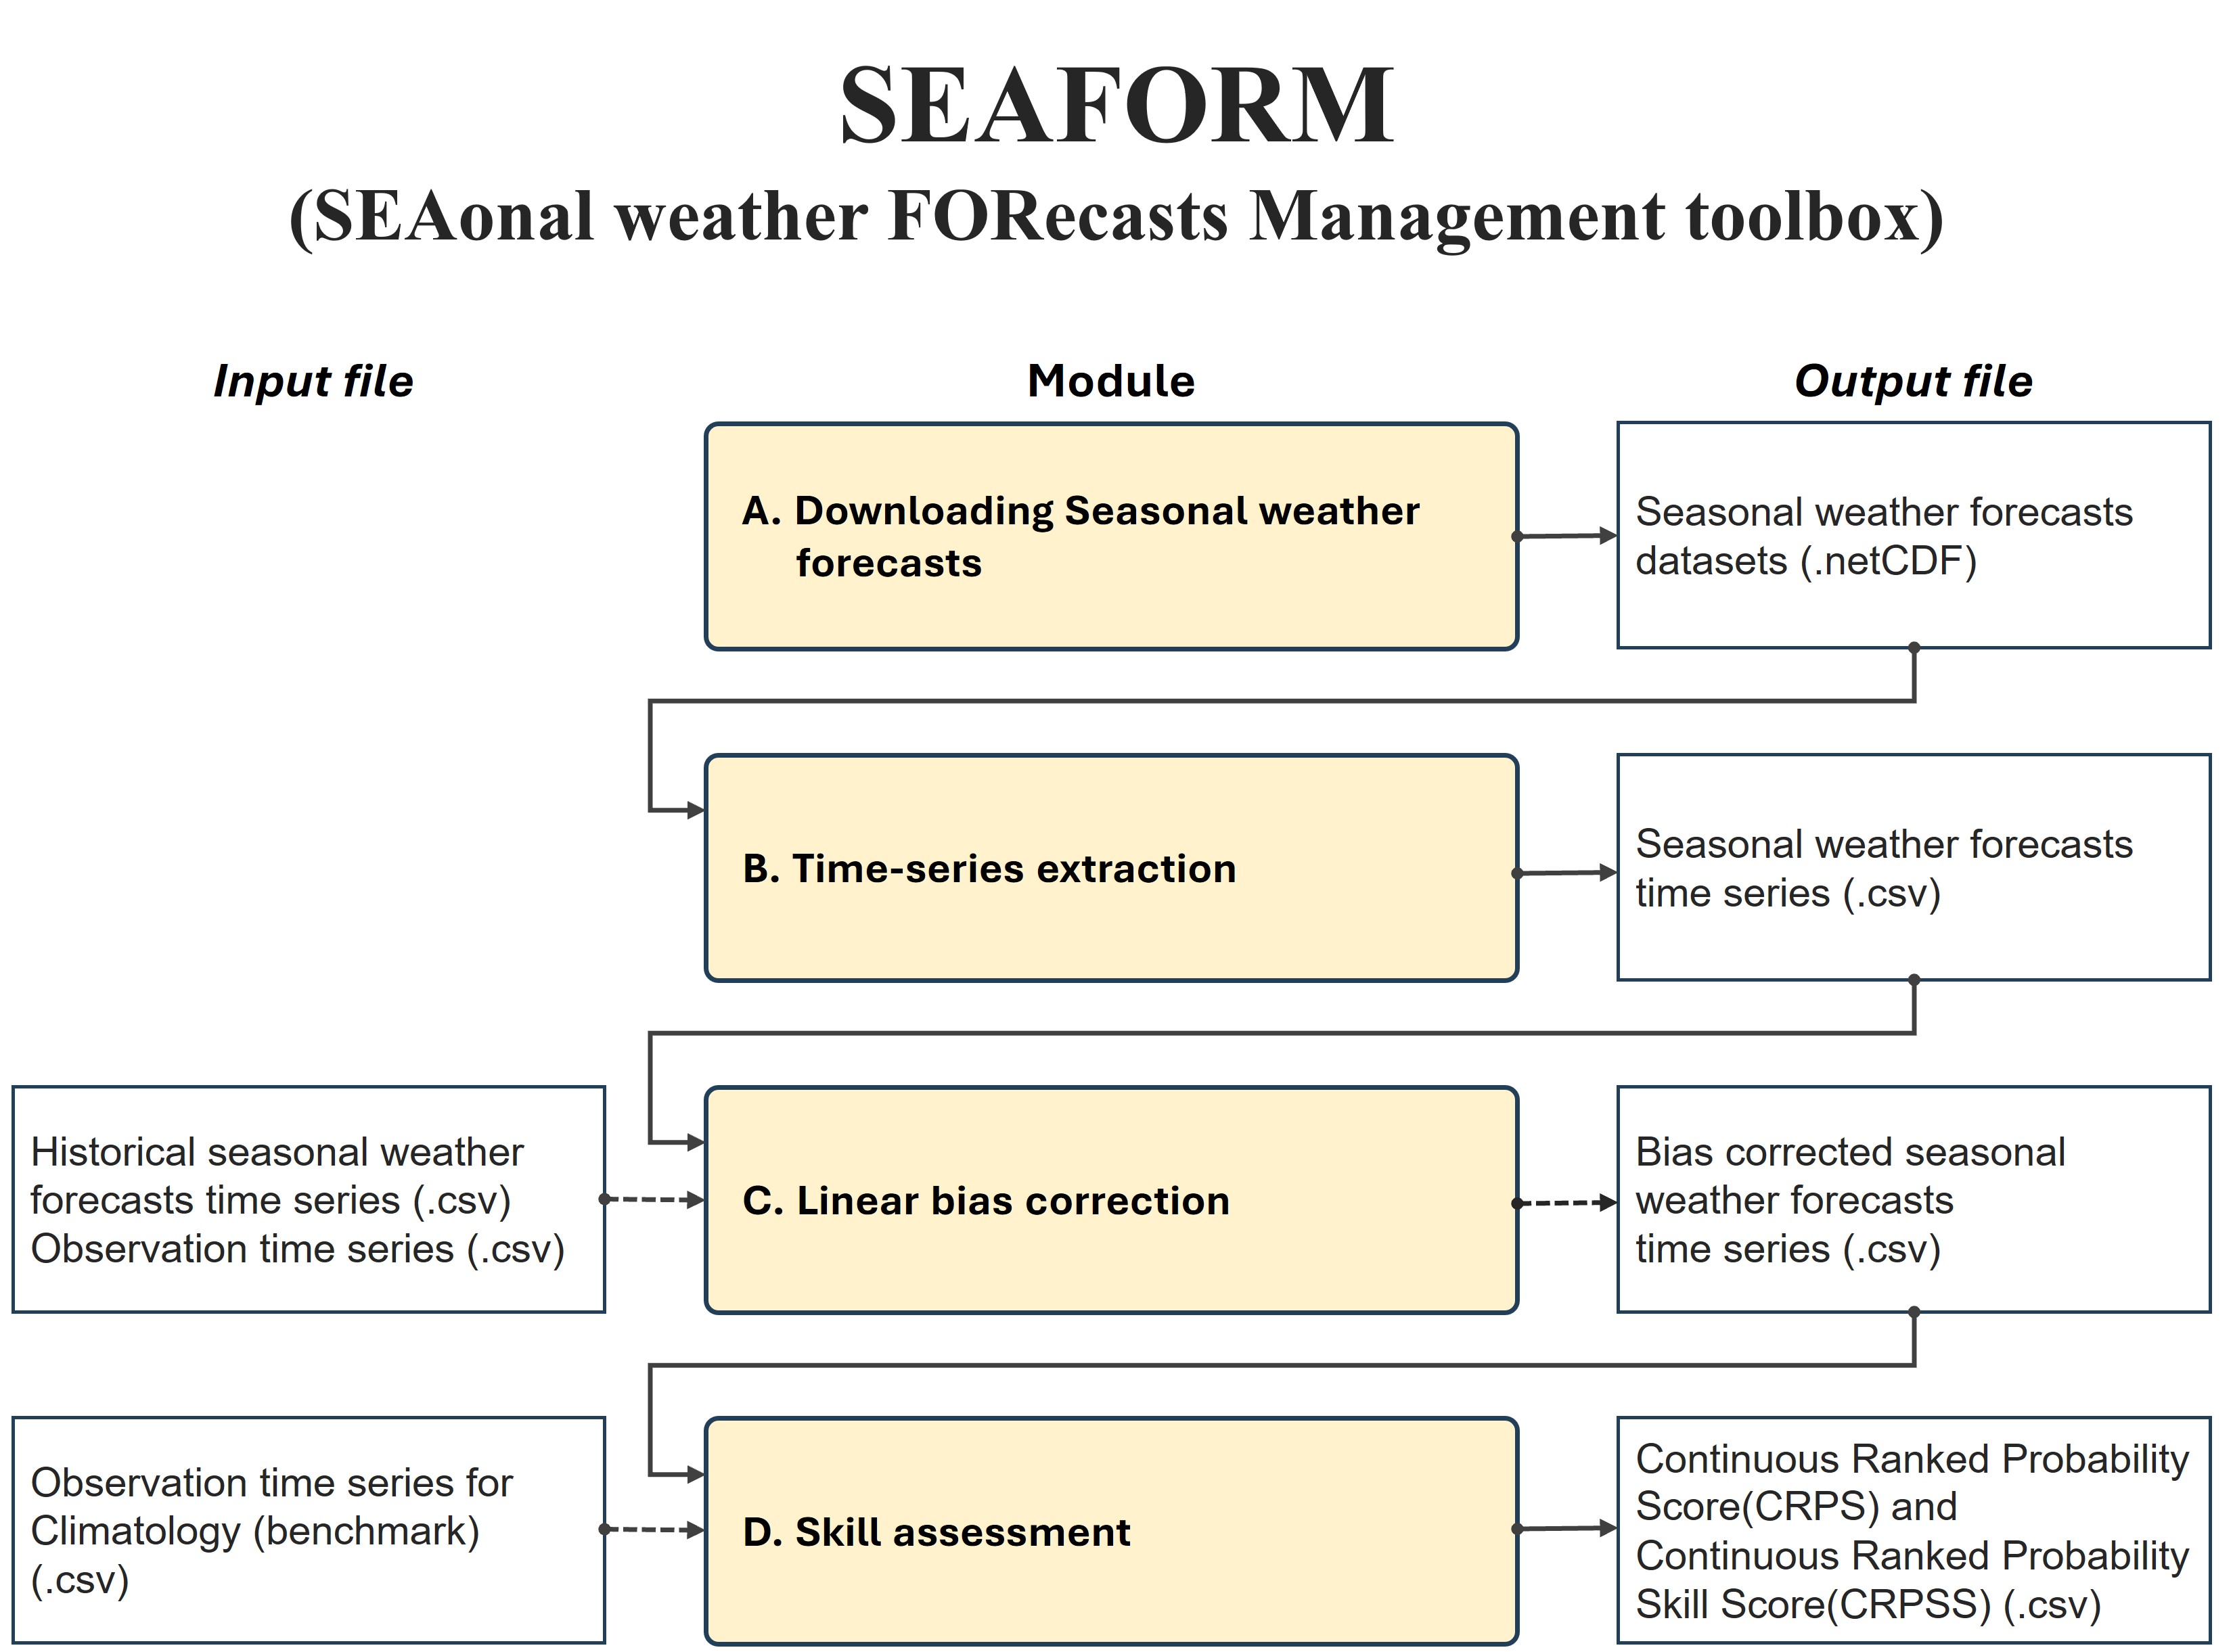 SEAFORM
(SEAonal weather FORecasts Management toolbox)
Input file
Module
Output file
A. Downloading Seasonal weather
forecasts
Seasonal weather forecasts
datasets (.netCDF)
B. Time-series extraction
Seasonal weather forecasts
time series (.csv)
Historical seasonal weather
forecasts time series (.csv)
Observation time series (.csv)
C. Linear bias correction
Bias corrected seasonal
weather forecasts
time series (.csv)
Observation time series for
Climatology (benchmark)
(.csv)
D. Skill assessment
Continuous Ranked Probability
Score(CRPS) and
Continuous Ranked Probability
Skill Score(CRPSS) (.csv)